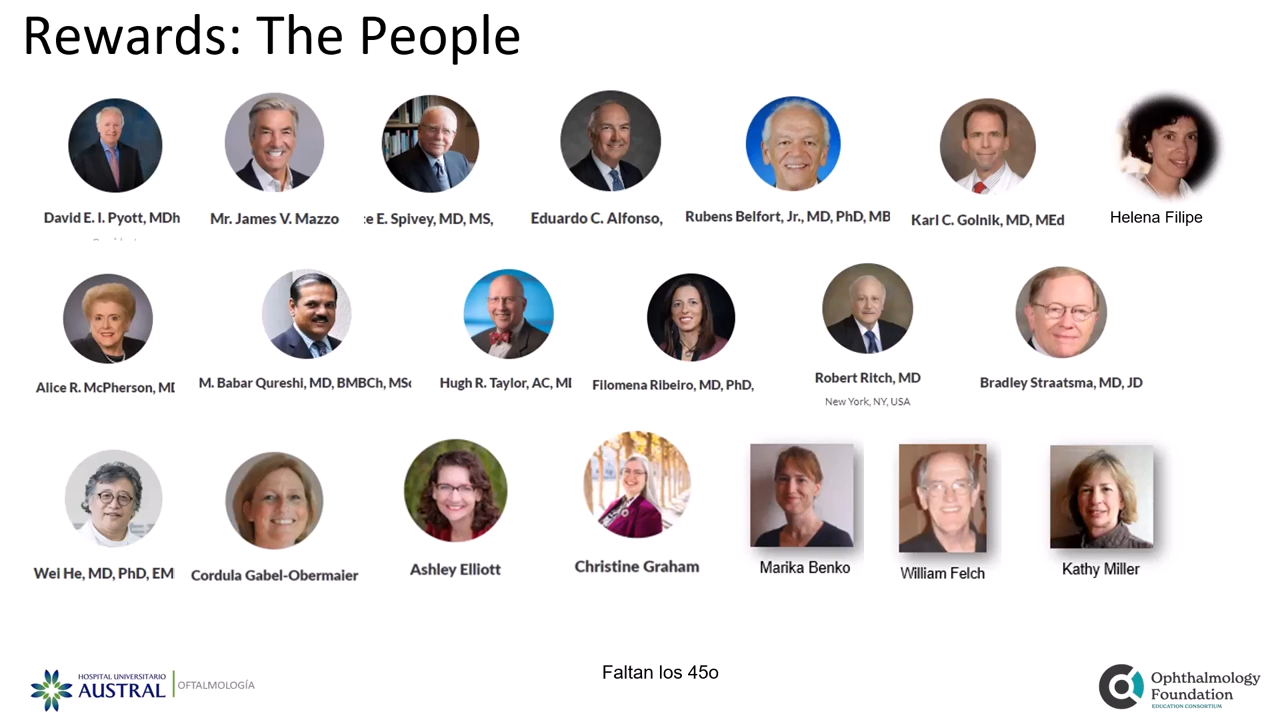 Rewards: The People
David E. I. Pyott, MDh
Mr. James V. Mazzo
e E. Spivey, MD, MS,
Eduardo C. Alfonso,
Rubens Belfort, Jr., MD, PhD, MB
Karl C. Golnik, MD, MEd
Helena Filipe
Alice R. McPherson, MD
M. Babar Qureshi, MD, BMBCh, MSc
Hugh R. Taylor, AC, MD
Filomena Ribeiro, MD, PhD,
Robert Ritch, MD
New York, NY, USA
Bradley Straatsma, MD, JD
Wei He, MD, PhD, EM
Cordula Gabel-Obermaier
Ashley Elliott
Christine Graham
Marika Benko
William Felch
Kathy Miller
Faltan los 45o
HOSPITAL UNIVERSITARIO
AUSTRAL
OFTALMOLOGÍA
Ophthalmology
Foundation
EDUCATION CONSORTIUM